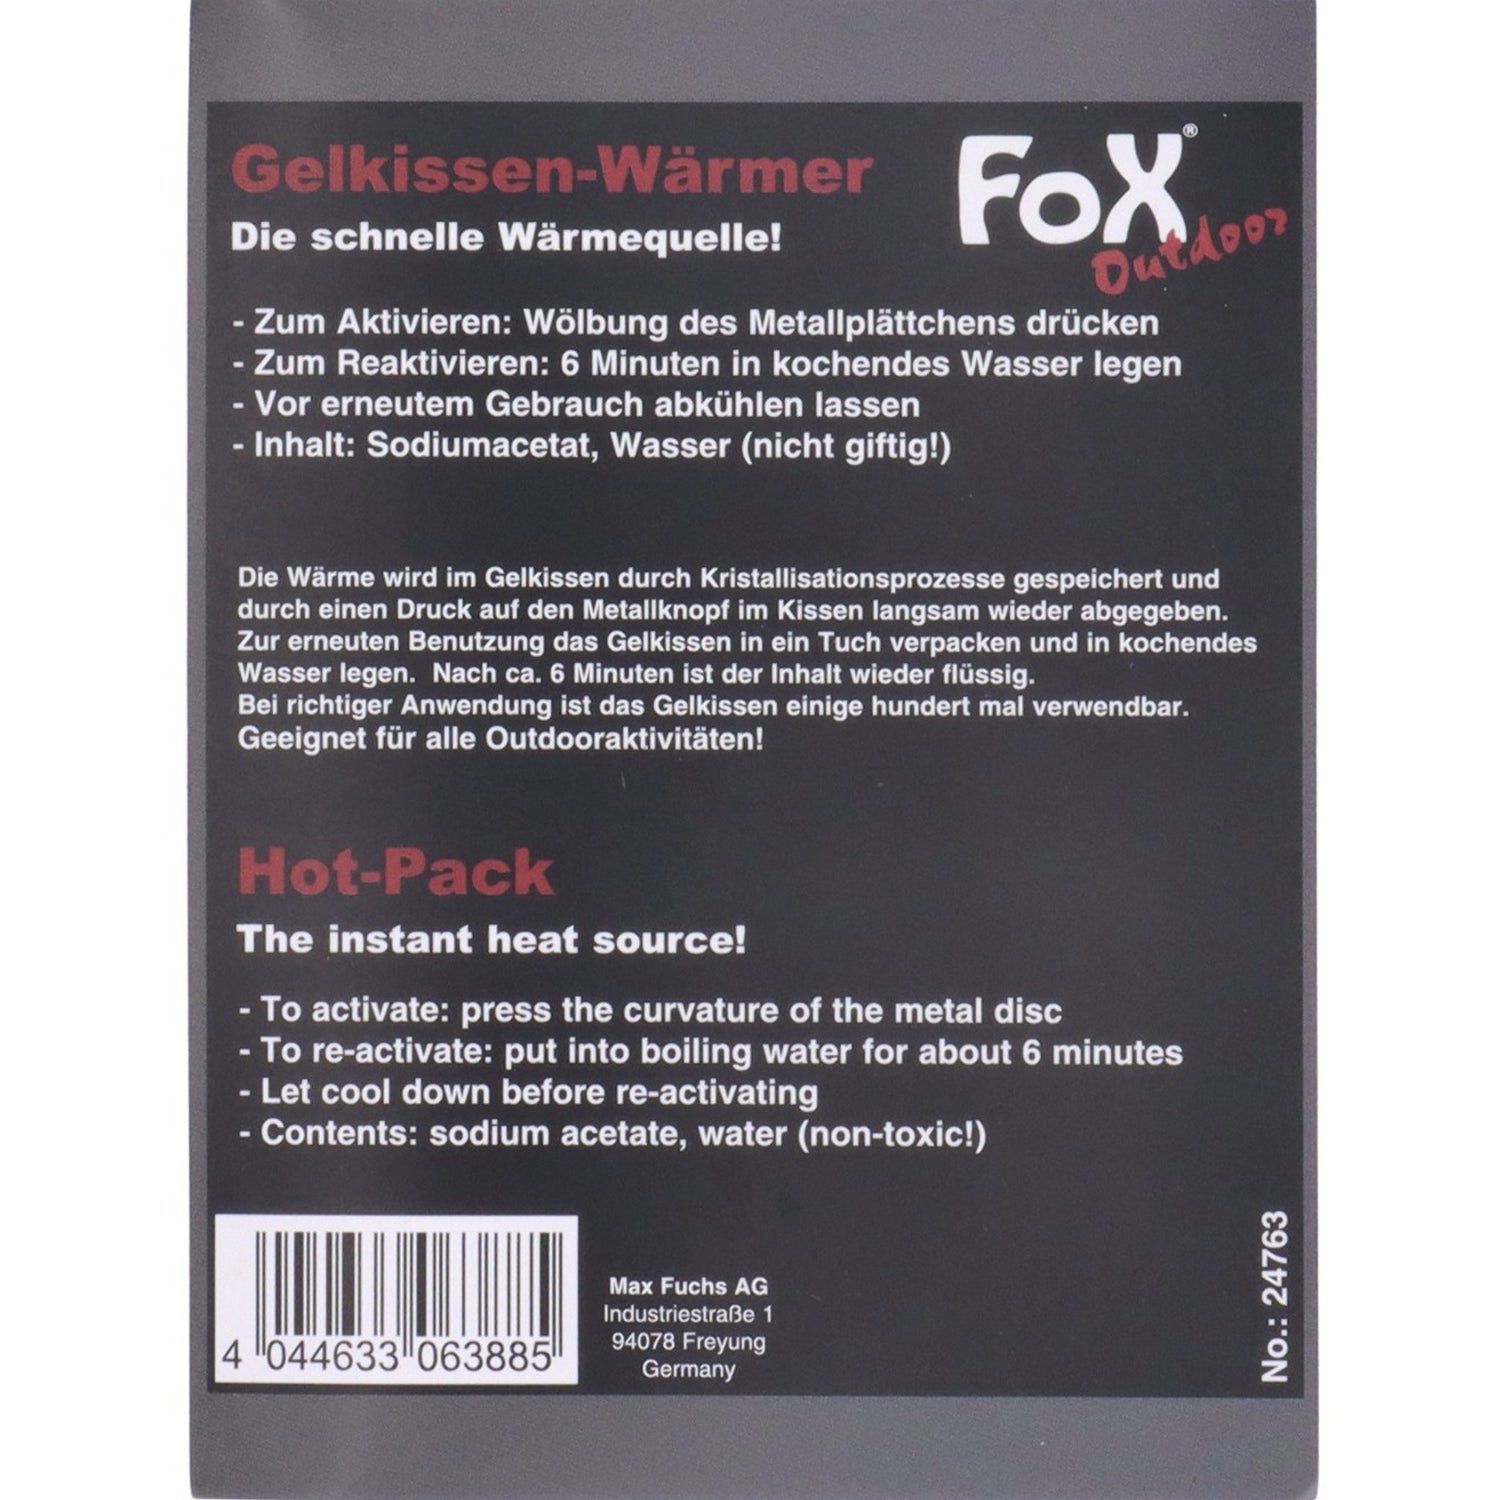 Gelkissen-Wärmer
Die schnelle Wärmequelle!
FoX®
Outdoor
- Zum Aktivieren: Wölbung des Metallplättchens drücken
- Zum Reaktivieren: 6 Minuten in kochendes Wasser legen
- Vor erneutem Gebrauch abkühlen lassen
- Inhalt: Sodiumacetat, Wasser (nicht giftig!)
Die Wärme wird im Gelkissen durch Kristallisationsprozesse gespeichert und
durch einen Druck auf den Metallknopf im Kissen langsam wieder abgegeben.
Zur erneuten Benutzung das Gelkissen in ein Tuch verpacken und in kochendes
Wasser legen. Nach ca. 6 Minuten ist der Inhalt wieder flüssig.
Bei richtiger Anwendung ist das Gelkissen einige hundert mal verwendbar.
Geeignet für alle Outdooraktivitäten!
Hot-Pack
The instant heat source!
- To activate: press the curvature of the metal disc
- To re-activate: put into boiling water for about 6 minutes
- Let cool down before re-activating
- Contents: sodium acetate, water (non-toxic!)
4 044633 063885
Max Fuchs AG
Industriestraße 1
94078 Freyung
Germany
No.: 24763